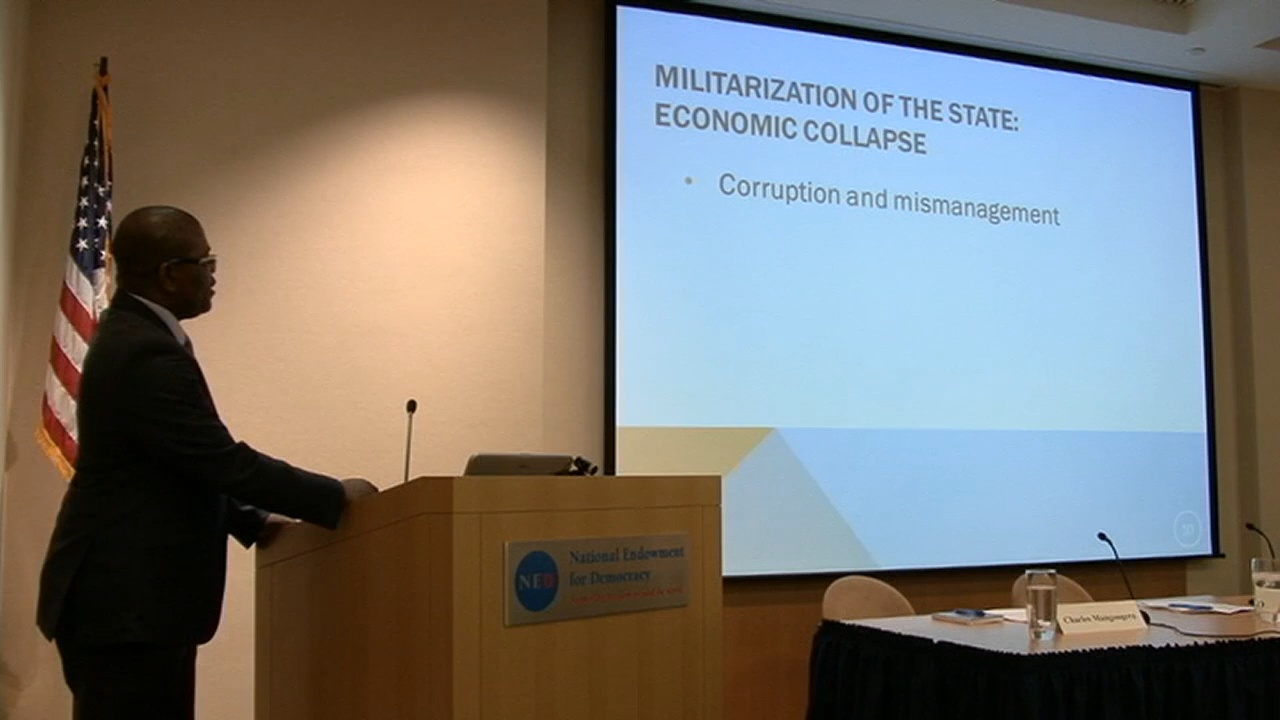 MILITARIZATION OF THE STATE:
ECONOMIC COLLAPSE
• Corruption and mismanagement
NED
National Endowment
for Democracy
Charles Mangongera